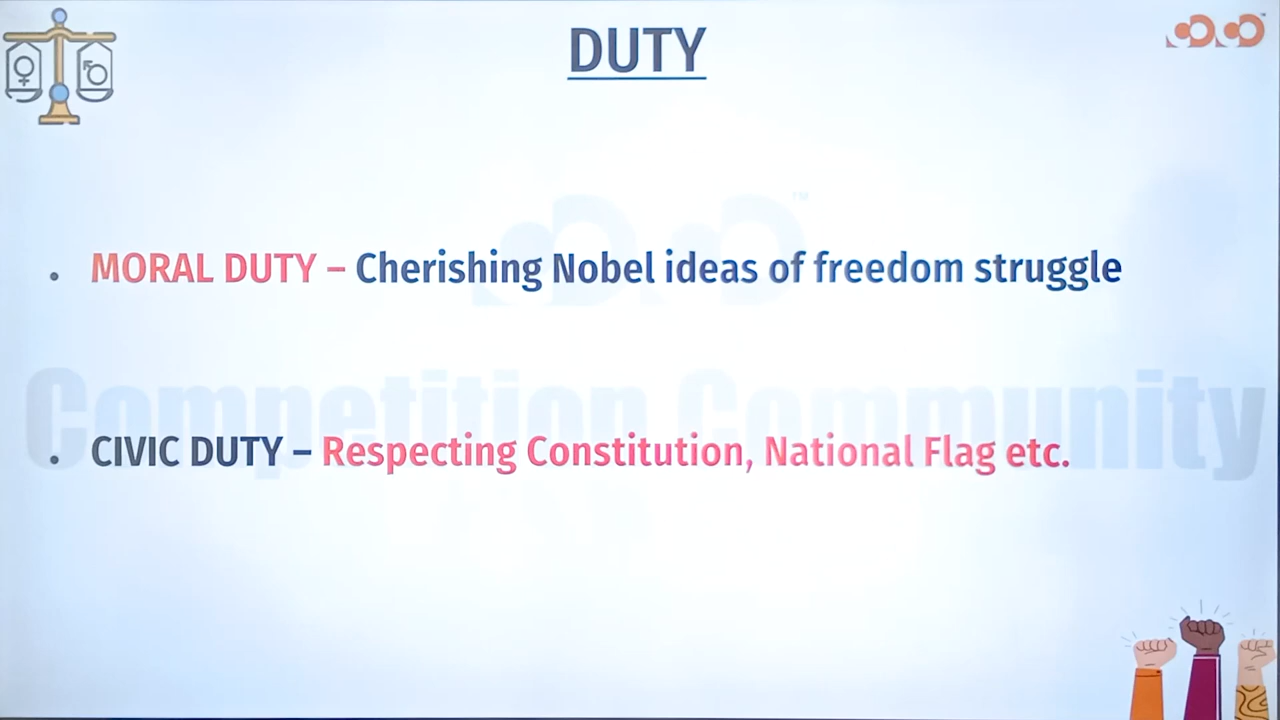 DUTY
• MORAL DUTY – Cherishing Nobel ideas of freedom struggle
Competition Community
• CIVIC DUTY – Respecting Constitution, National Flag etc.